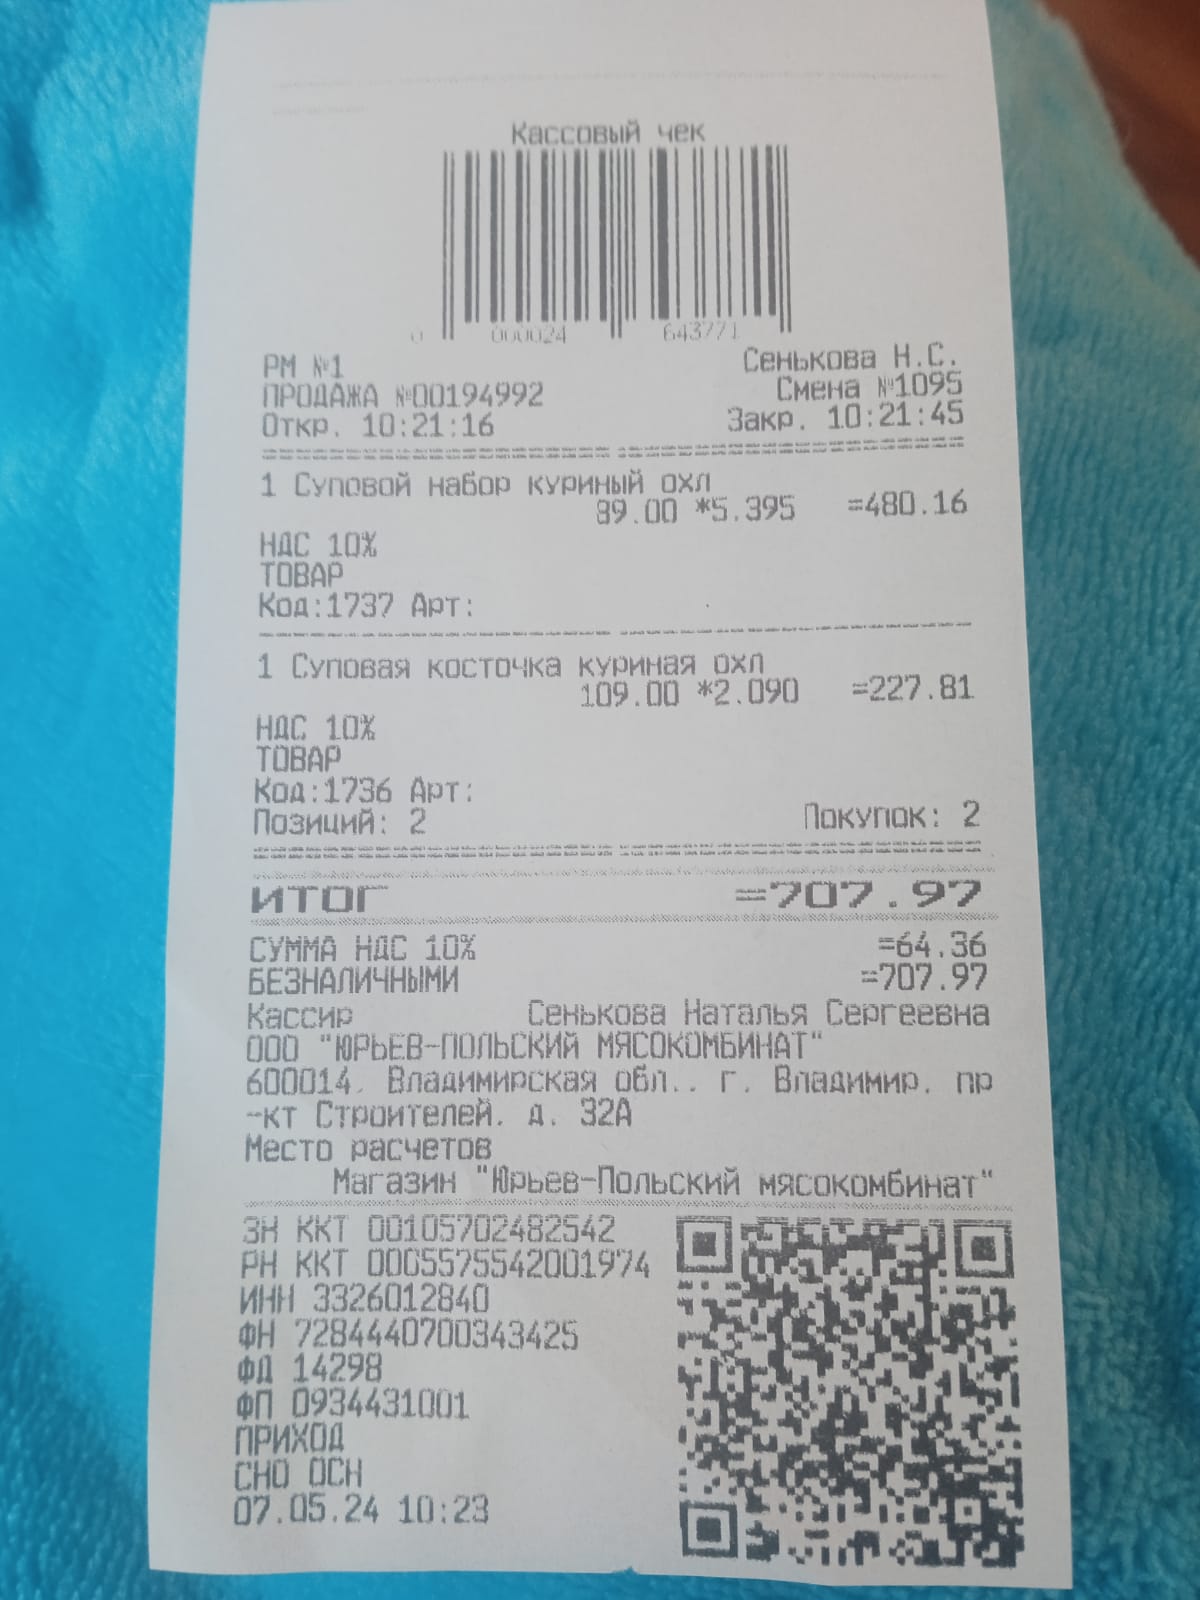 Кассовый чек
0 000024 643771
РМ №1 Сенькова Н.С.
ПРОДАЖА №00194992 Смена №1095
Откр. 10:21:16 Закр. 10:21:45
1 Суповой набор куриный охл
89.00 *5.395 =480.16
НДС 10%
ТОВАР
Код:1737 Арт:
1 Суповая косточка куриная охл
109.00 *2.090 =227.81
НДС 10%
ТОВАР
Код:1736 Арт:
Позиций: 2 Покупок: 2
ИТОГ =707.97
СУММА НДС 10% =64.36
БЕЗНАЛИЧНЫМИ =707.97
Кассир Сенькова Наталья Сергеевна
ООО "ЮРЬЕВ-ПОЛЬСКИЙ МЯСОКОМБИНАТ"
600014, Владимирская обл., г. Владимир, пр
-кт Строителей, д. 32А
Место расчетов
Магазин "Юрьев-Польский мясокомбинат"
ЗН ККТ 00105702482542
РН ККТ 0005575542001974
ИНН 3326012840
ФН 7284440700343425
ФД 14298
ФП 0934431001
ПРИХОД
СНО ОСН
07.05.24 10:23